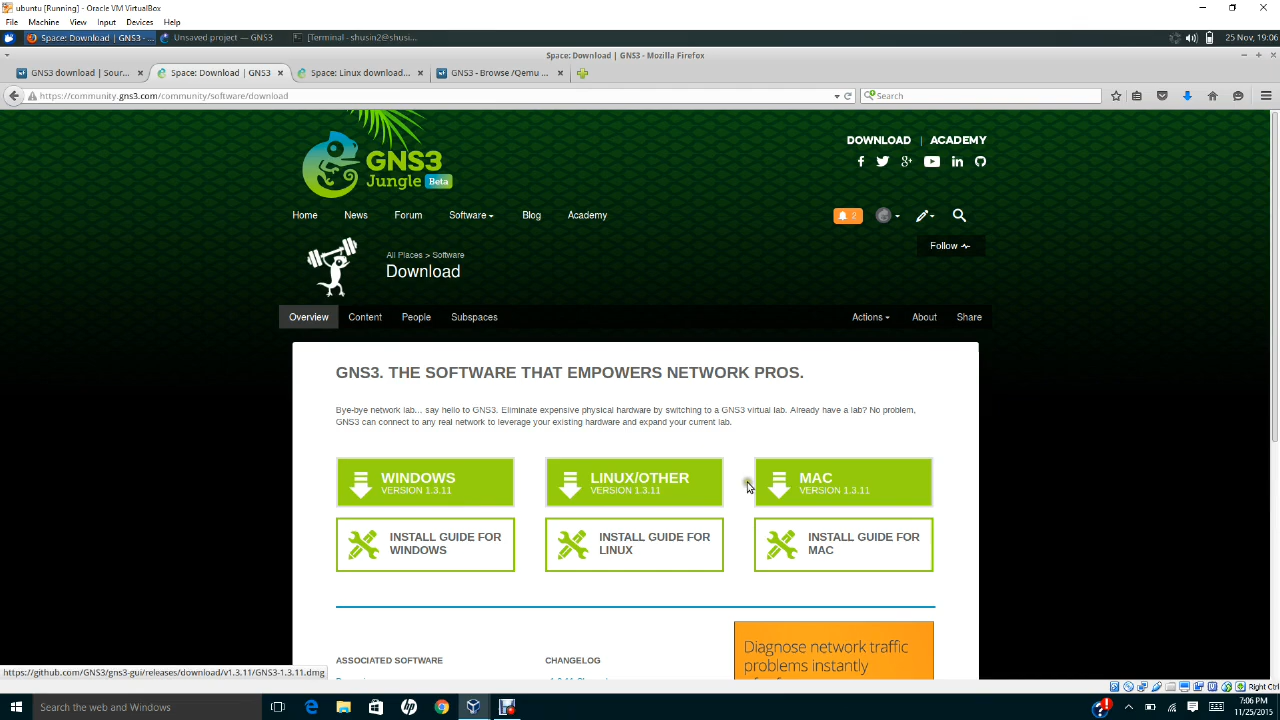 ubuntu [Running] - Oracle VM VirtualBox
File Machine View Input Devices Help
Space: Download | GNS3 - ... Unsaved project — GNS3 [Terminal - shusin2@shusi... 25 Nov, 19:06
Space: Download | GNS3 - Mozilla Firefox
GNS3 download | Sour... Space: Download | GNS3 Space: Linux download... GNS3 - Browse /Qemu ...
https://community.gns3.com/community/software/download Search
DOWNLOAD | ACADEMY
GNS3
Jungle Beta
Home News Forum Software Blog Academy 2
All Places > Software
Follow
Download
Overview Content People Subspaces Actions About Share
GNS3. THE SOFTWARE THAT EMPOWERS NETWORK PROS.
Bye-bye network lab... say hello to GNS3. Eliminate expensive physical hardware by switching to a GNS3 virtual lab. Already have a lab? No problem,
GNS3 can connect to any real network to leverage your existing hardware and expand your current lab.
WINDOWS LINUX/OTHER MAC
VERSION 1.3.11 VERSION 1.3.11 VERSION 1.3.11
INSTALL GUIDE FOR INSTALL GUIDE FOR INSTALL GUIDE FOR
WINDOWS LINUX MAC
Diagnose network traffic
problems instantly
ASSOCIATED SOFTWARE CHANGELOG
https://github.com/GNS3/gns3-gui/releases/download/v1.3.11/GNS3-1.3.11.dmg
Right Ctrl
Search the web and Windows
7:06 PM
11/25/2015